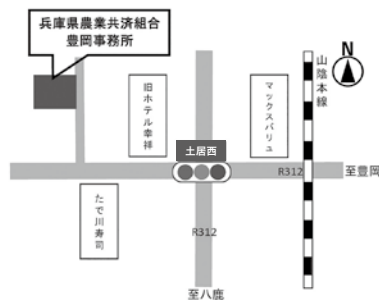 兵庫県農業共済組合
豊岡事務所
旧ホテル幸祥
マックスバリュ
山陰本線
N
土居西
R312
至豊岡
たで川寿司
R312
至八鹿